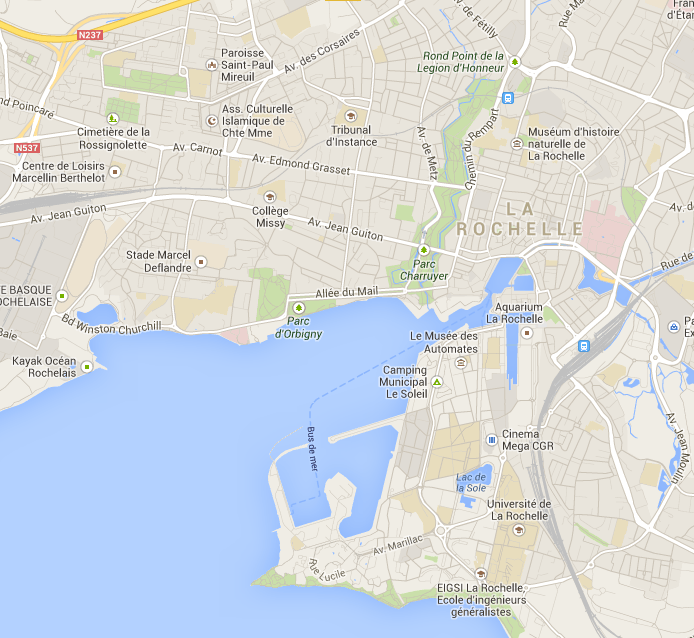 N237
Av. de Fétilly
Rue
d'Étan
Paroisse
Saint-Paul
Mireuil
Av. des Corsaires
Rond Point de la
Legion d'Honneur
nd Poincaré
Cimetière de la
Rossignolette
Ass. Culturelle
Islamique de
Chte Mme
Tribunal
d'Instance
Av. de Metz
Chemin du Rempart
Muséum d'histoire
naturelle de
La Rochelle
N537
Av. Carnot
Av. Edmond Grasset
Centre de Loisirs
Marcellin Berthelot
Av. Jean Guiton
Collège
Missy
Av. Jean Guiton
LA
ROCHELLE
Av. d
Stade Marcel
Deflandre
Parc
Charruyer
Rue de
TE BASQUE
OCHELAISE
Allée du Mail
Baie
Bd Winston Churchill
Parc
d'Orbigny
Aquarium
La Rochelle
Pa
Ex
Le Musée des
Automates
Kayak Océan
Rochelais
Camping
Municipal
Le Soleil
Bus de mer
Cinema
Mega CGR
Av. Jean Moulin
Lac de
la Sole
Université de
La Rochelle
Av. Marillac
Rue Lucile
EIGSI La Rochelle,
Ecole d'ingénieurs
généralistes